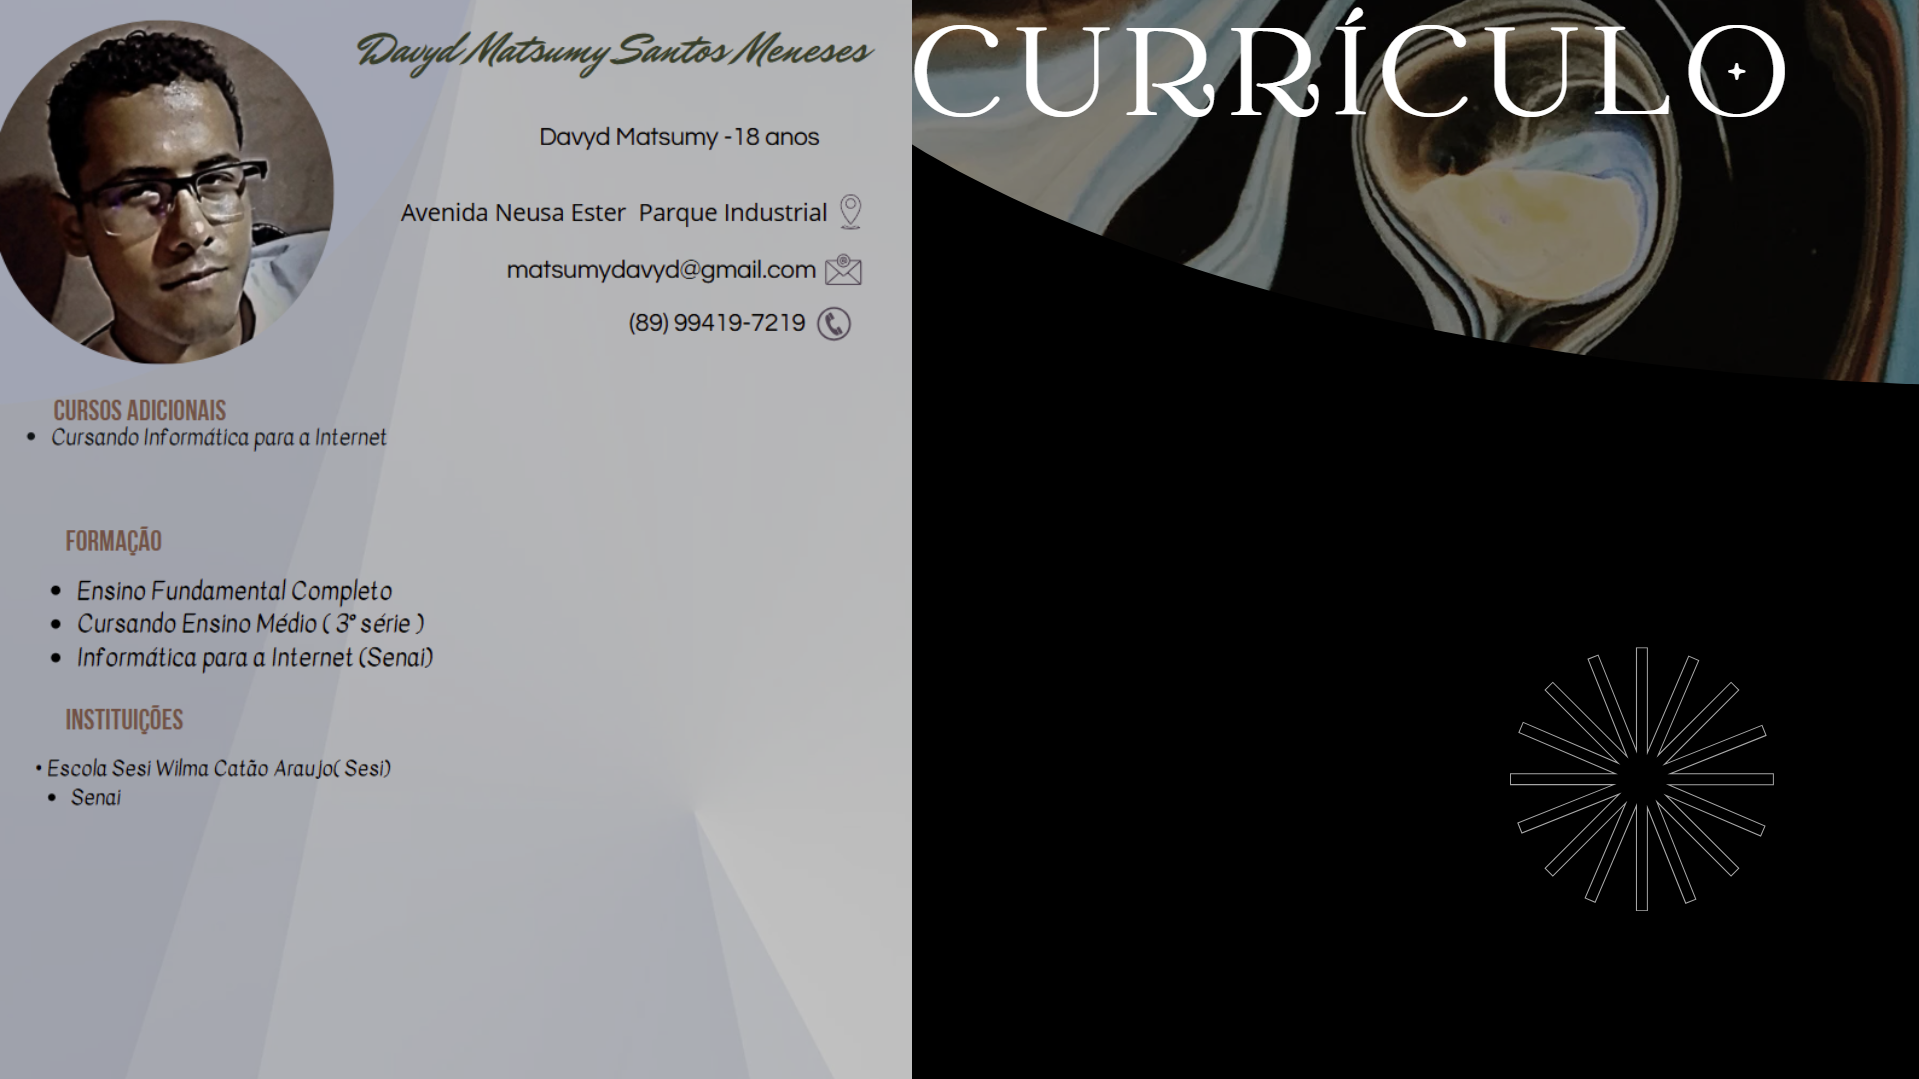 Davyd Matsumy Santos Meneses
CURRÍCULO
Davyd Matsumy -18 anos
Avenida Neusa Ester  Parque Industrial
matsumydavyd@gmail.com
(89) 99419-7219
CURSOS ADICIONAIS
• Cursando Informática para a Internet
FORMAÇÃO
• Ensino Fundamental Completo
• Cursando Ensino Médio ( 3° série )
• Informática para a Internet (Senai)
INSTITUIÇÕES
• Escola Sesi Wilma Catão Araujo( Sesi)
• Senai